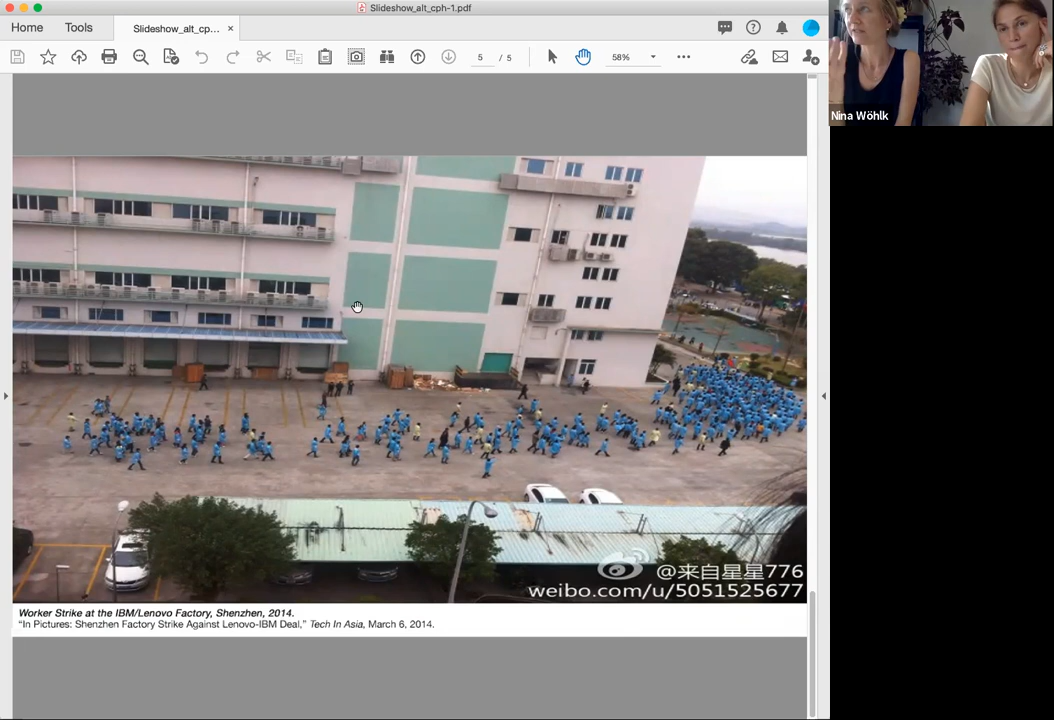 Slideshow_alt_cph-1.pdf
Home
Tools
Slideshow_alt_cp...
5 / 5
58%
Nina Wöhlk
@来自星星776
weibo.com/u/5051525677
Worker Strike at the IBM/Lenovo Factory, Shenzhen, 2014.
“In Pictures: Shenzhen Factory Strike Against Lenovo-IBM Deal,” Tech In Asia, March 6, 2014.